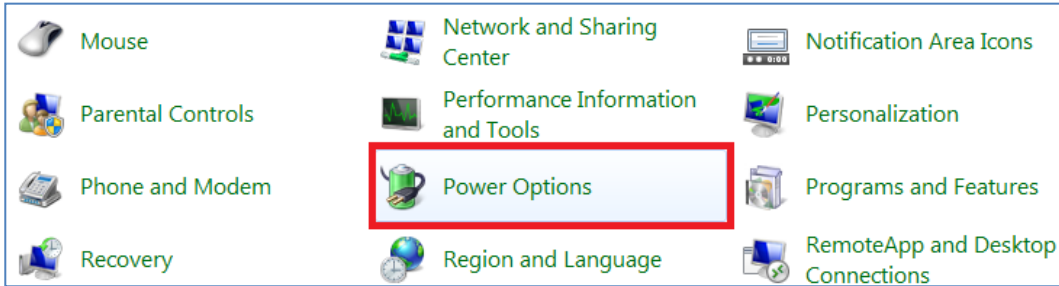 Mouse
Network and Sharing
Center
Notification Area Icons
Parental Controls
Performance Information
and Tools
Personalization
Phone and Modem
Power Options
Programs and Features
Recovery
Region and Language
RemoteApp and Desktop
Connections